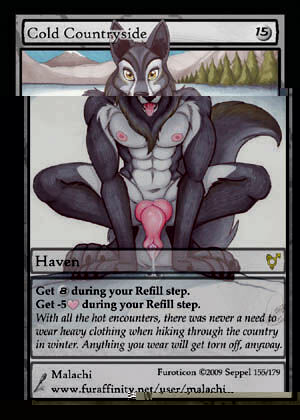 Cold Countryside 15
Haven
Get during your Refill step.
Get -5 during your Refill step.
With all the hot encounters, there was never a need to
wear heavy clothing when hiking through the country
in winter. Anything you wear will get torn off, anyway.
Malachi Furoticon ©2009 Seppel 155/179
www.furaffinity.net/user/malachi